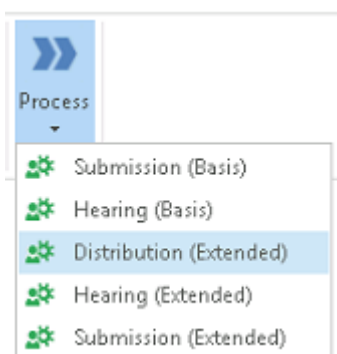 Process
Submission (Basis)
Hearing (Basis)
Distribution (Extended)
Hearing (Extended)
Submission (Extended)